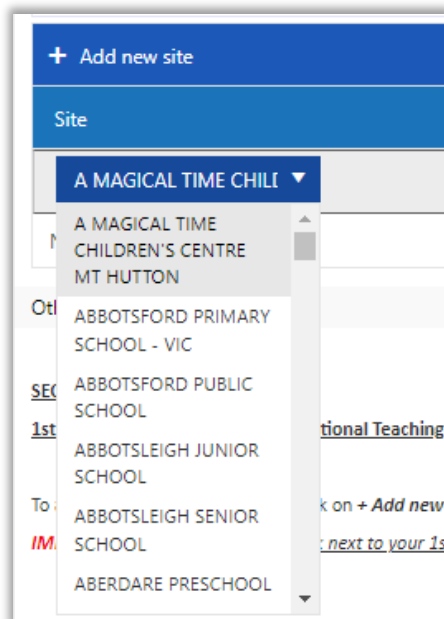 + Add new site
Site
A MAGICAL TIME CHIL
A MAGICAL TIME
CHILDREN'S CENTRE
MT HUTTON
ABBOTSFORD PRIMARY
SCHOOL - VIC
ABBOTSFORD PUBLIC
SCHOOL
ABBOTSLEIGH JUNIOR
SCHOOL
ABBOTSLEIGH SENIOR
SCHOOL
ABERDARE PRESCHOOL
1st
tional Teaching
To
k on + Add new
next to your 1s